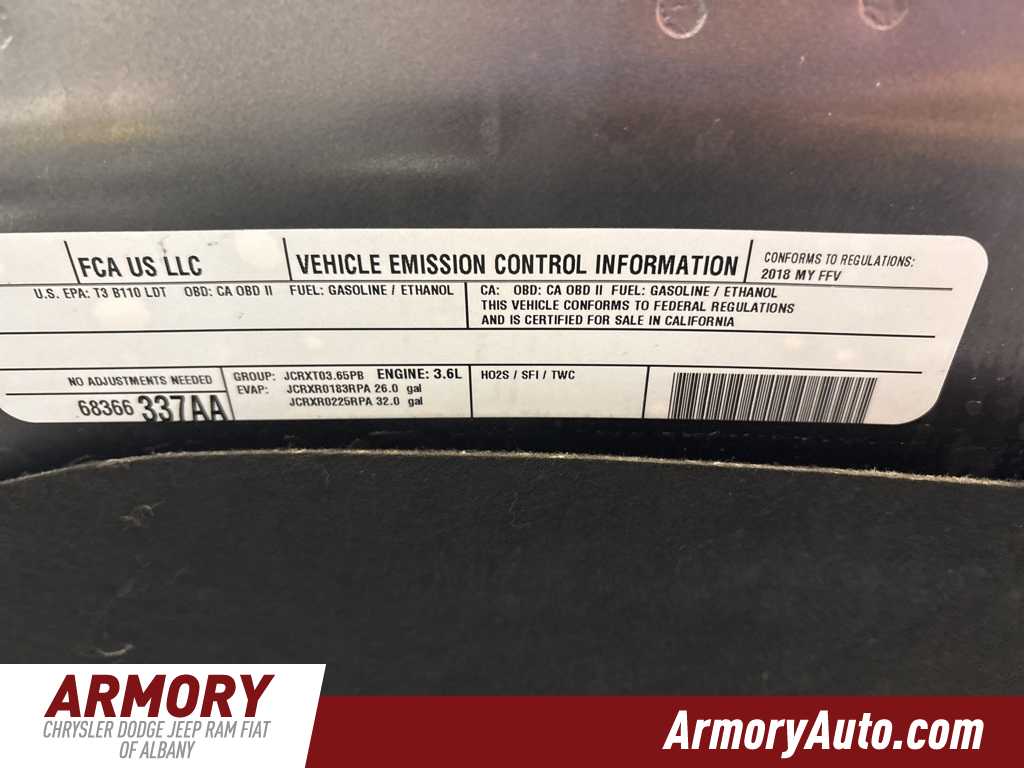 FCA US LLC
VEHICLE EMISSION CONTROL INFORMATION
CONFORMS TO REGULATIONS:
2018 MY FFV
U.S. EPA: T3 B110 LDT OBD: CA OBD II FUEL: GASOLINE / ETHANOL
CA: OBD: CA OBD II FUEL: GASOLINE / ETHANOL
THIS VEHICLE CONFORMS TO FEDERAL REGULATIONS
AND IS CERTIFIED FOR SALE IN CALIFORNIA
NO ADJUSTMENTS NEEDED
68366 337AA
GROUP: JCRXT03.65PB ENGINE: 3.6L
EVAP: JCRXR0183RPA 26.0 gal
JCRXR0225RPA 32.0 gal
HO2S / SFI / TWC
ARMORY
CHRYSLER DODGE JEEP RAM FIAT
OF ALBANY
ArmoryAuto.com